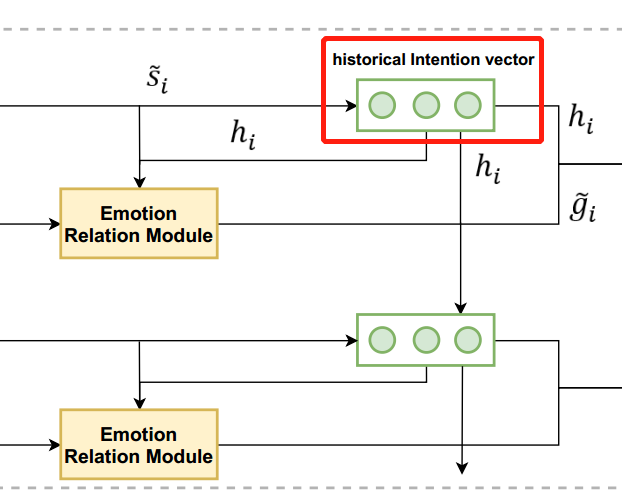 historical Intention vector
s̃ᵢ
hᵢ
hᵢ
hᵢ
g̃ᵢ
Emotion
Relation Module
Emotion
Relation Module